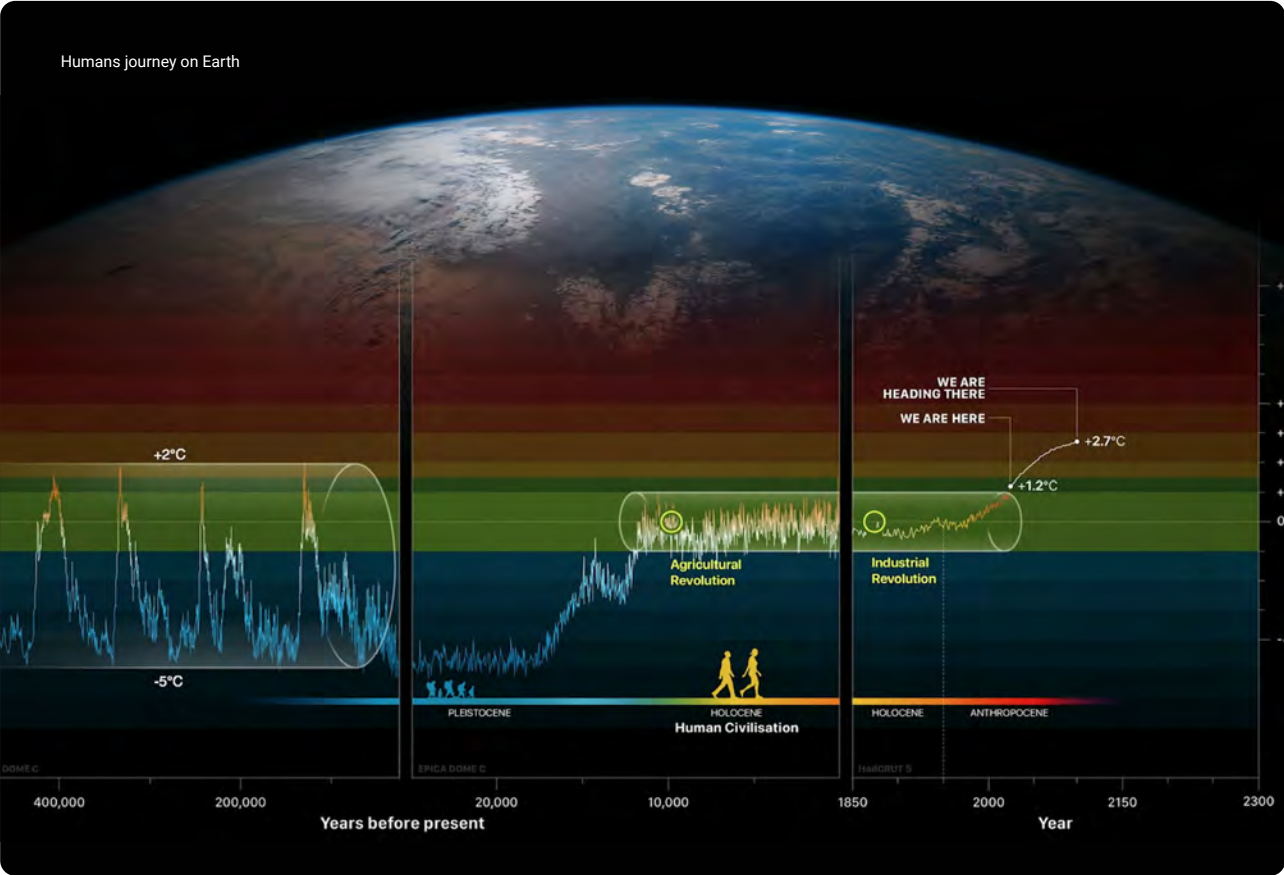 Humans journey on Earth
WE ARE
HEADING THERE
WE ARE HERE
+2.7°C
+1.2°C
+2°C
-5°C
0
Agricultural
Revolution
Industrial
Revolution
PLEISTOCENE
HOLOCENE
Human Civilisation
HOLOCENE
ANTHROPOCENE
DOME C
EPICA DOME C
HadCRUT 5
400,000
200,000
20,000
10,000
1850
2000
2150
2300
Years before present
Year